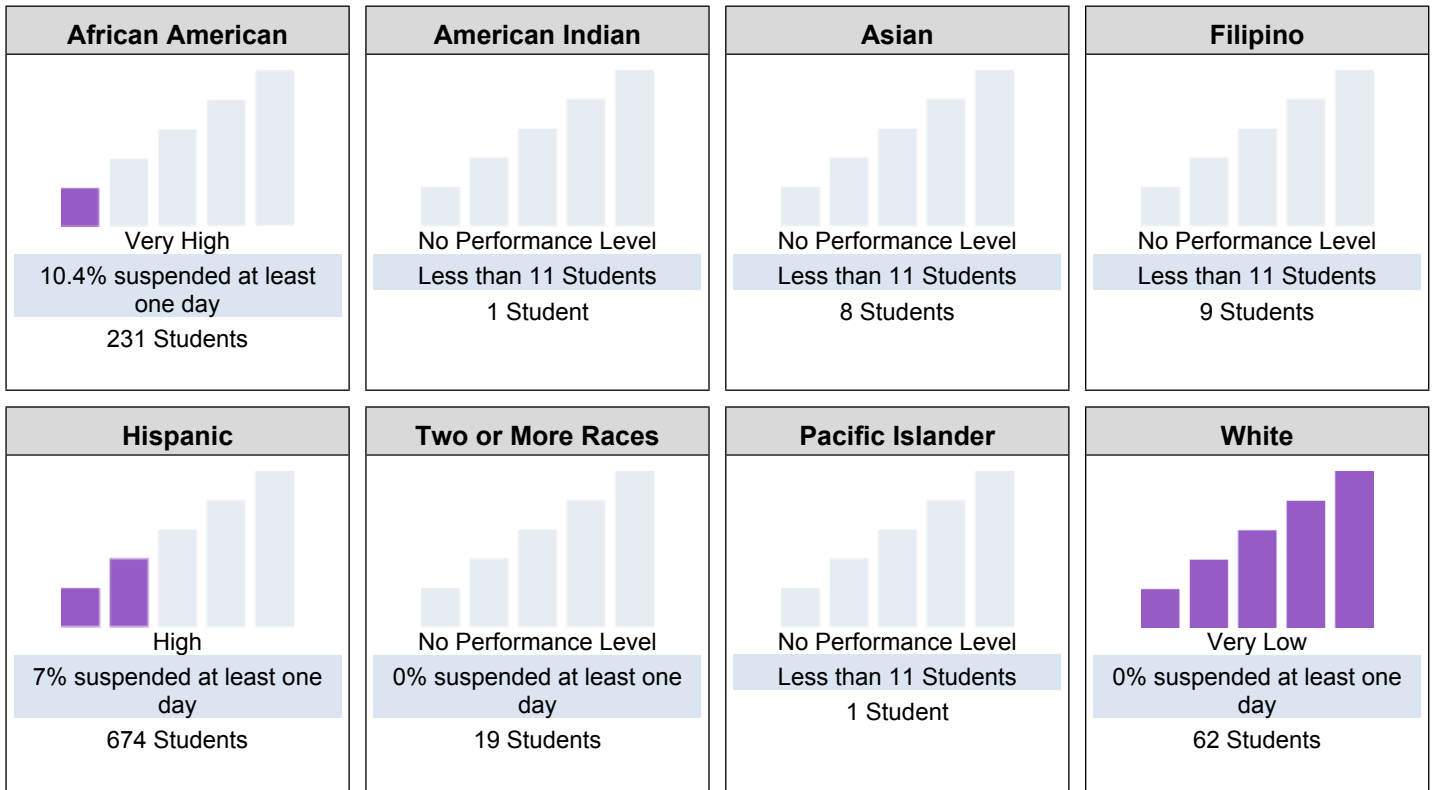 African American
Very High
10.4% suspended at least
one day
231 Students
American Indian
No Performance Level
Less than 11 Students
1 Student
Asian
No Performance Level
Less than 11 Students
8 Students
Filipino
No Performance Level
Less than 11 Students
9 Students
Hispanic
High
7% suspended at least one
day
674 Students
Two or More Races
No Performance Level
0% suspended at least one
day
19 Students
Pacific Islander
No Performance Level
Less than 11 Students
1 Student
White
Very Low
0% suspended at least one
day
62 Students